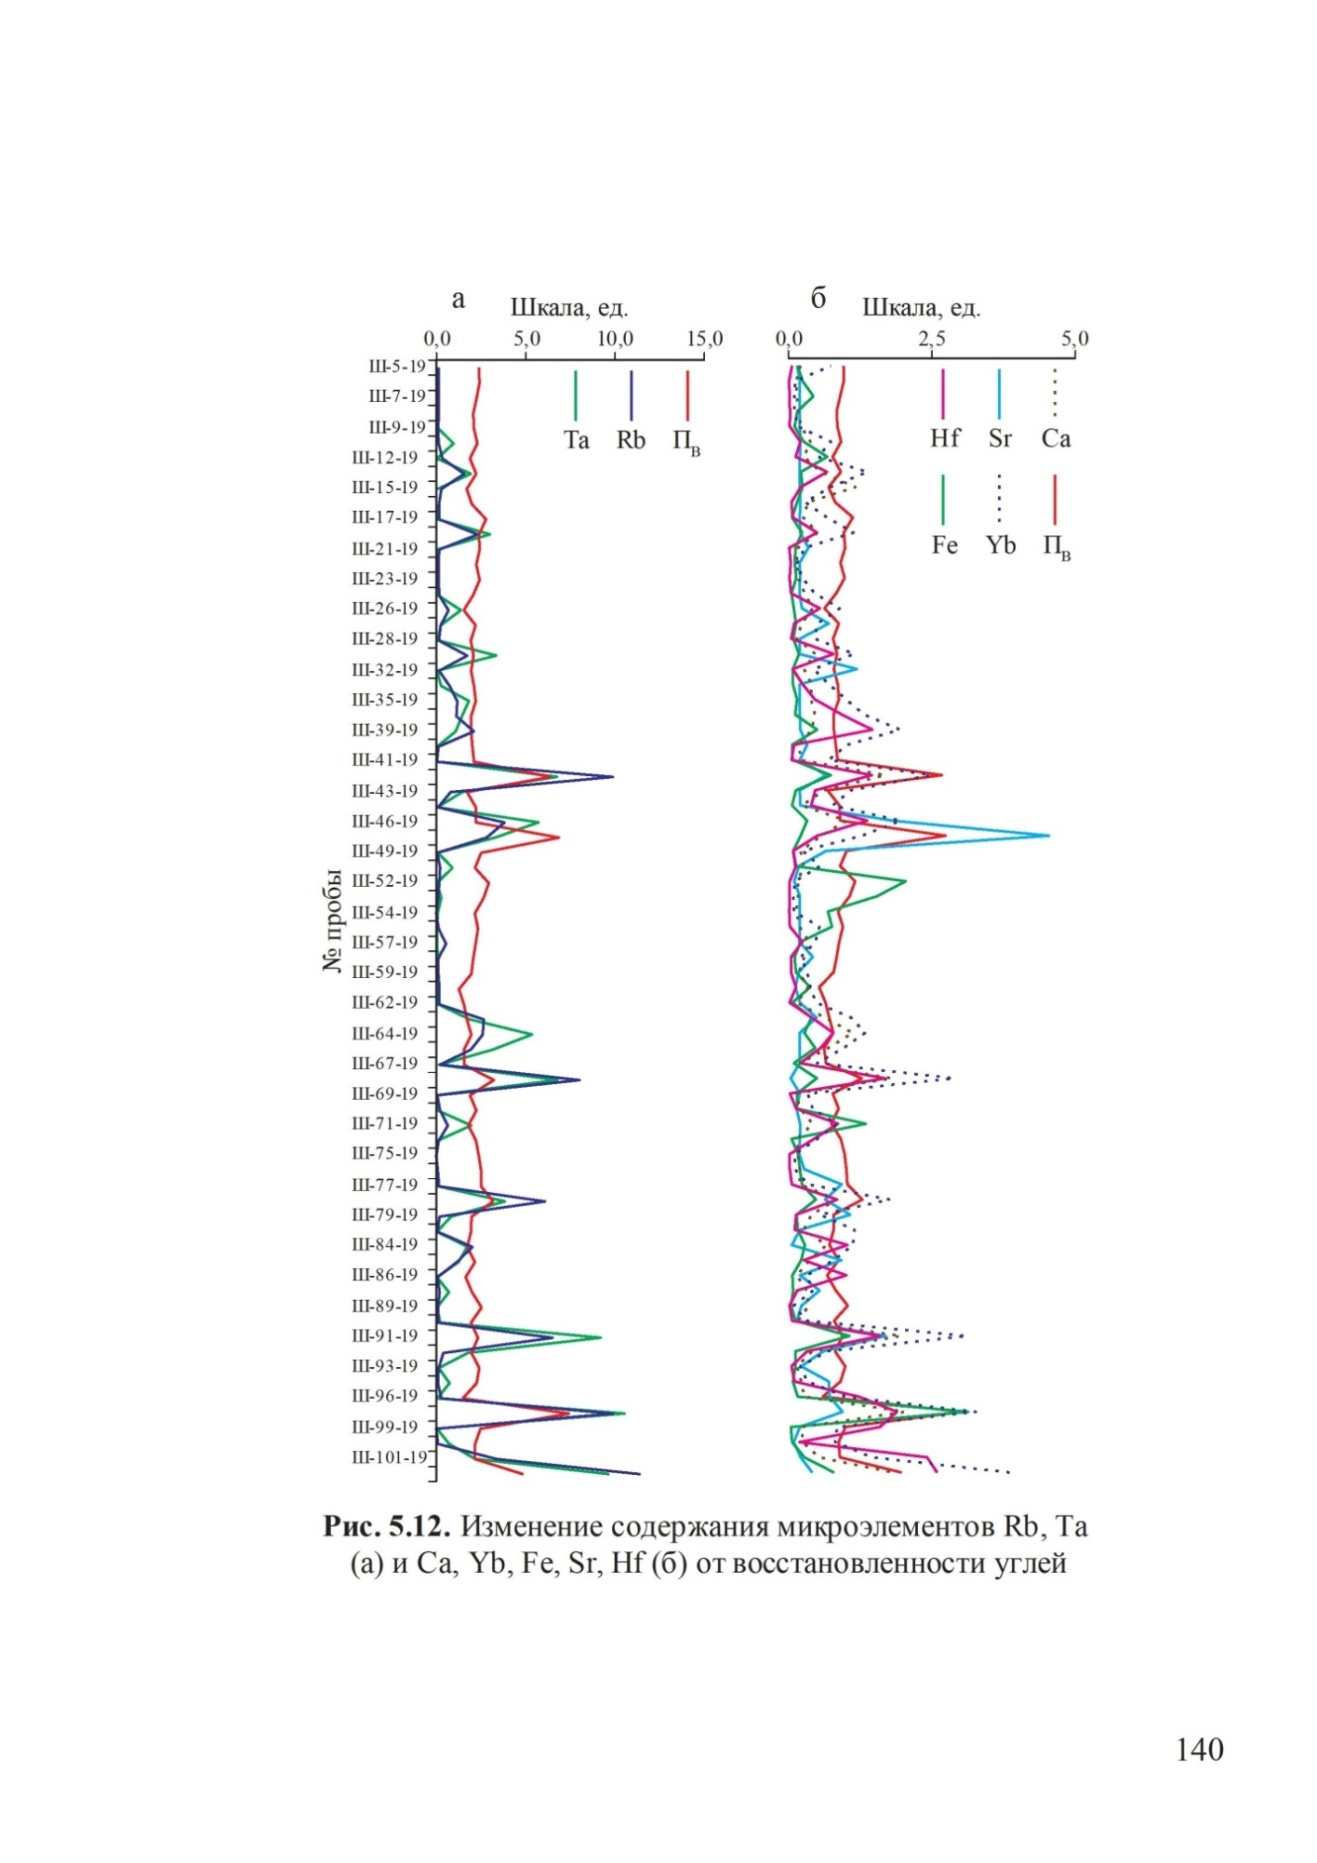 а
Шкала, ед.
0,0 5,0 10,0 15,0
б
Шкала, ед.
0,0 2,5 5,0
Ta Rb Пв
Hf Sr Ca
Fe Yb Пв
№ пробы
Ш-5-19
Ш-7-19
Ш-9-19
Ш-12-19
Ш-15-19
Ш-17-19
Ш-21-19
Ш-23-19
Ш-26-19
Ш-28-19
Ш-32-19
Ш-35-19
Ш-39-19
Ш-41-19
Ш-43-19
Ш-46-19
Ш-49-19
Ш-52-19
Ш-54-19
Ш-57-19
Ш-59-19
Ш-62-19
Ш-64-19
Ш-67-19
Ш-69-19
Ш-71-19
Ш-75-19
Ш-77-19
Ш-79-19
Ш-84-19
Ш-86-19
Ш-89-19
Ш-91-19
Ш-93-19
Ш-96-19
Ш-99-19
Ш-101-19
Рис. 5.12. Изменение содержания микроэлементов Rb, Ta
(а) и Ca, Yb, Fe, Sr, Hf (б) от восстановленности углей
140